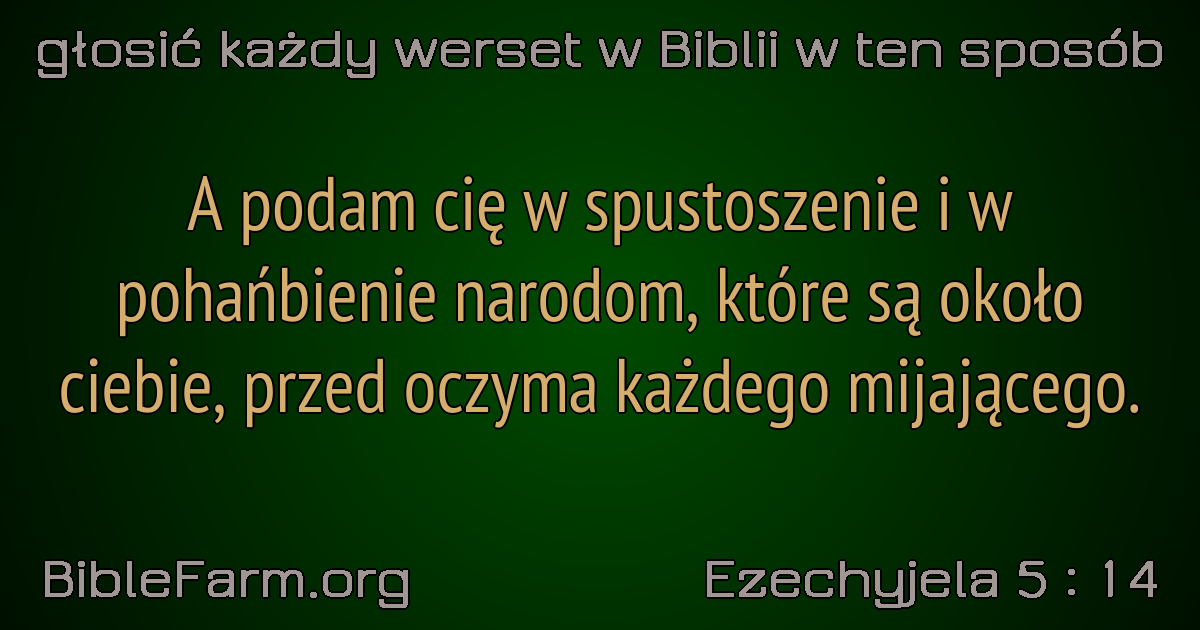 głosić każdy werset w Biblii w ten sposób
A podam cię w spustoszenie i w
pohańbienie narodom, które są około
ciebie, przed oczyma każdego mijającego.
BibleFarm.org
Ezechyjela 5 : 14